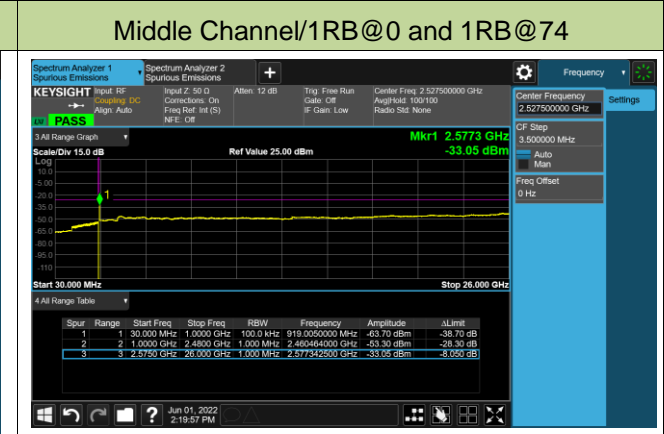 Middle Channel/1RB@0 and 1RB@74
Spectrum Analyzer 1
Spurious Emissions
Spectrum Analyzer 2
Spurious Emissions
+
Frequency
KEYSIGHT
Input: RF
Coupling: DC
Align: Auto
Input Z: 50 Ω
Corrections: On
Freq Ref: Int (S)
NFE: Off
Atten: 12 dB
Trig: Free Run
Gate: Off
IF Gain: Low
Center Freq: 2.527500000 GHz
Avg|Hold: 100/100
Radio Std: None
PASS
Center Frequency
2.527500000 GHz
Settings
CF Step
3.500000 MHz
Auto
Man
Freq Offset
0 Hz
3 All Range Graph
Mkr1 2.5773 GHz
-33.05 dBm
Scale/Div 15.0 dB
Ref Value 25.00 dBm
Log
10.0
-5.00
-20.0
-35.0
-50.0
-65.0
-80.0
-95.0
-110
1
Start 30.000 MHz
Stop 26.000 GHz
4 All Range Table
Spur Range Start Freq Stop Freq RBW Frequency Amplitude ΔLimit
1 1 30.000 MHz 1.0000 GHz 100.0 kHz 919.0050000 MHz -63.70 dBm -38.70 dB
2 2 1.0000 GHz 2.4800 GHz 1.000 MHz 2.460464000 GHz -53.30 dBm -28.30 dB
3 3 2.5750 GHz 26.000 GHz 1.000 MHz 2.577342500 GHz -33.05 dBm -8.050 dB
?
Jun 01, 2022
2:19:57 PM